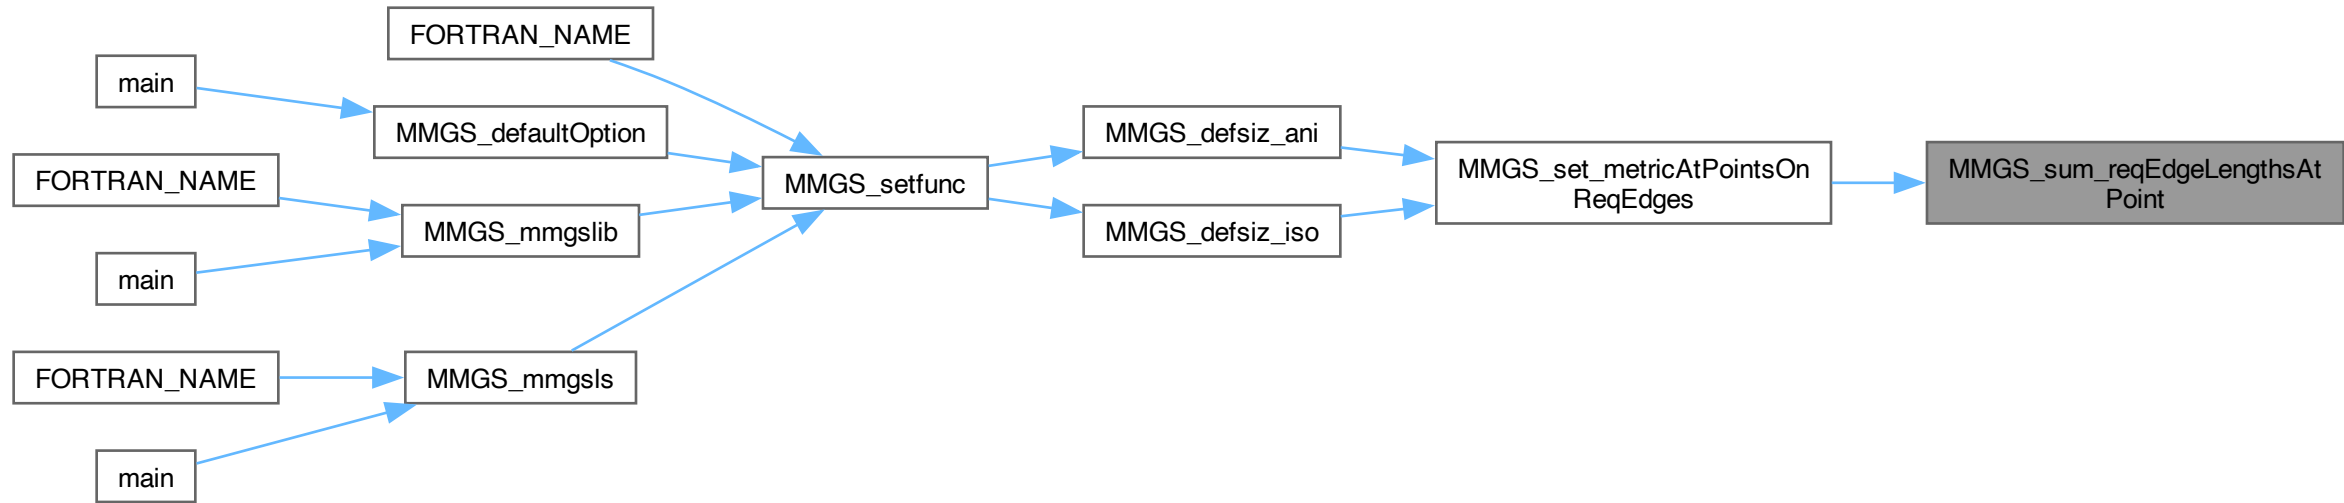 FORTRAN_NAME
main
MMGS_defaultOption
FORTRAN_NAME
MMGS_mmgslib
main
FORTRAN_NAME
MMGS_mmgsls
main
MMGS_setfunc
MMGS_defsiz_ani
MMGS_defsiz_iso
MMGS_set_metricAtPointsOn
ReqEdges
MMGS_sum_reqEdgeLengthsAt
Point